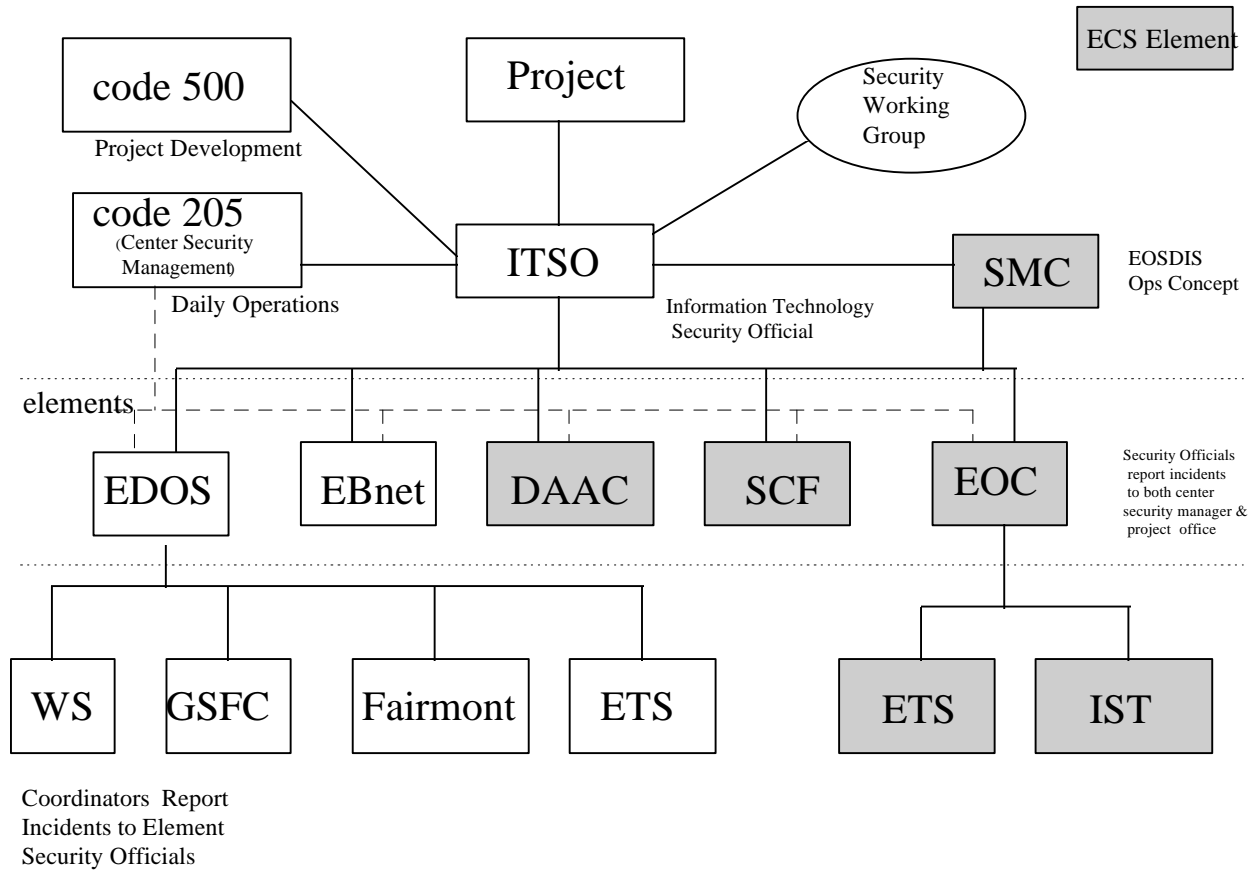 ECS Element
code 500
Project
Security
Working
Group
Project Development
code 205
(Center Security
Management)
ITSO
SMC
EOSDIS
Ops Concept
Daily Operations
Information Technology
Security Official
elements
EDOS
EBnet
DAAC
SCF
EOC
Security Officials
report incidents
to both center
security manager &
project office
WS
GSFC
Fairmont
ETS
ETS
IST
Coordinators Report
Incidents to Element
Security Officials